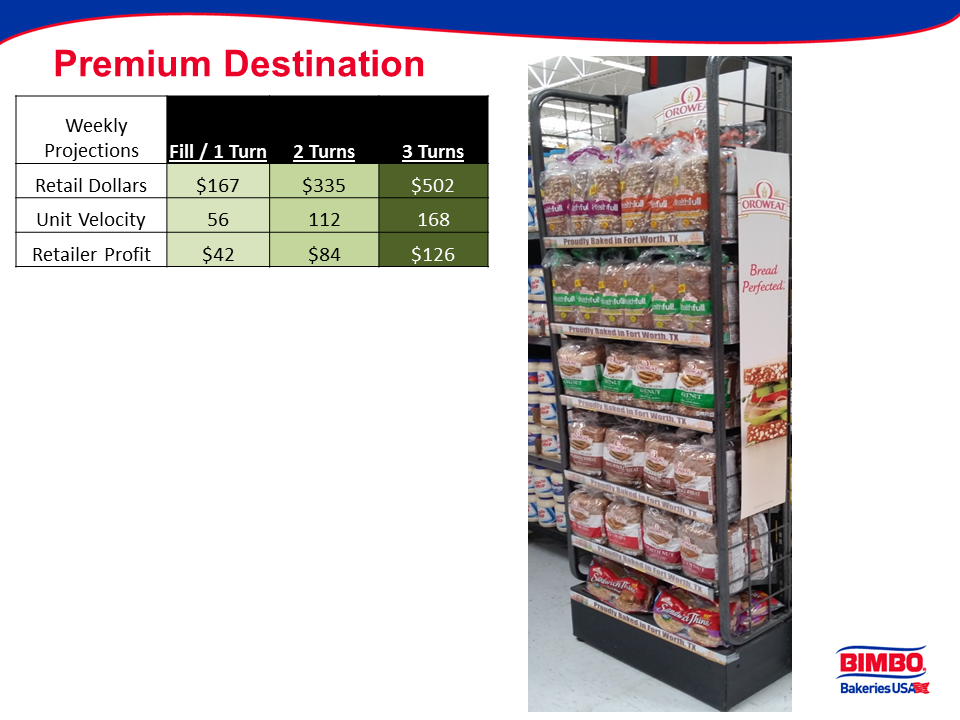 Premium Destination
Weekly
Projections
Fill / 1 Turn
2 Turns
3 Turns
Retail Dollars
$167
$335
$502
Unit Velocity
56
112
168
Retailer Profit
$42
$84
$126
OROWEAT
OROWEAT
Bread
Perfected.
Proudly Baked in Fort Worth, TX
Proudly Baked in Fort Worth, TX
Proudly Baked in Fort Worth, TX
Proudly Baked in Fort Worth, TX
Proudly Baked in Fort Worth, TX
Proudly Baked in Fort Worth, TX
BIMBO
Bakeries USA